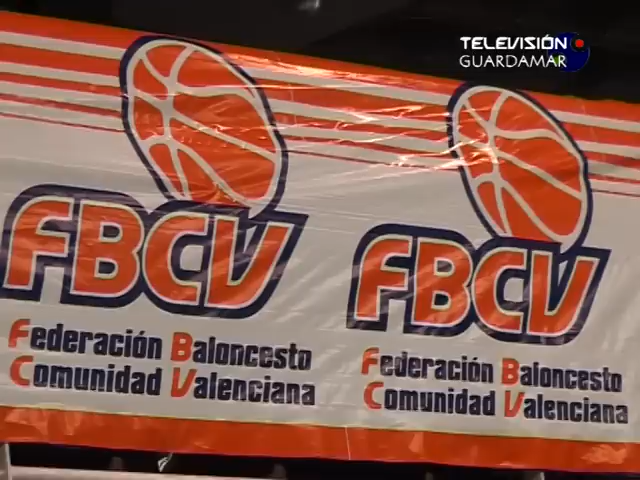 TELEVISIÓN
GUARDAMAR
FBCV
Federación Baloncesto
Comunidad Valenciana
FBCV
Federación Baloncesto
Comunidad Valenciana